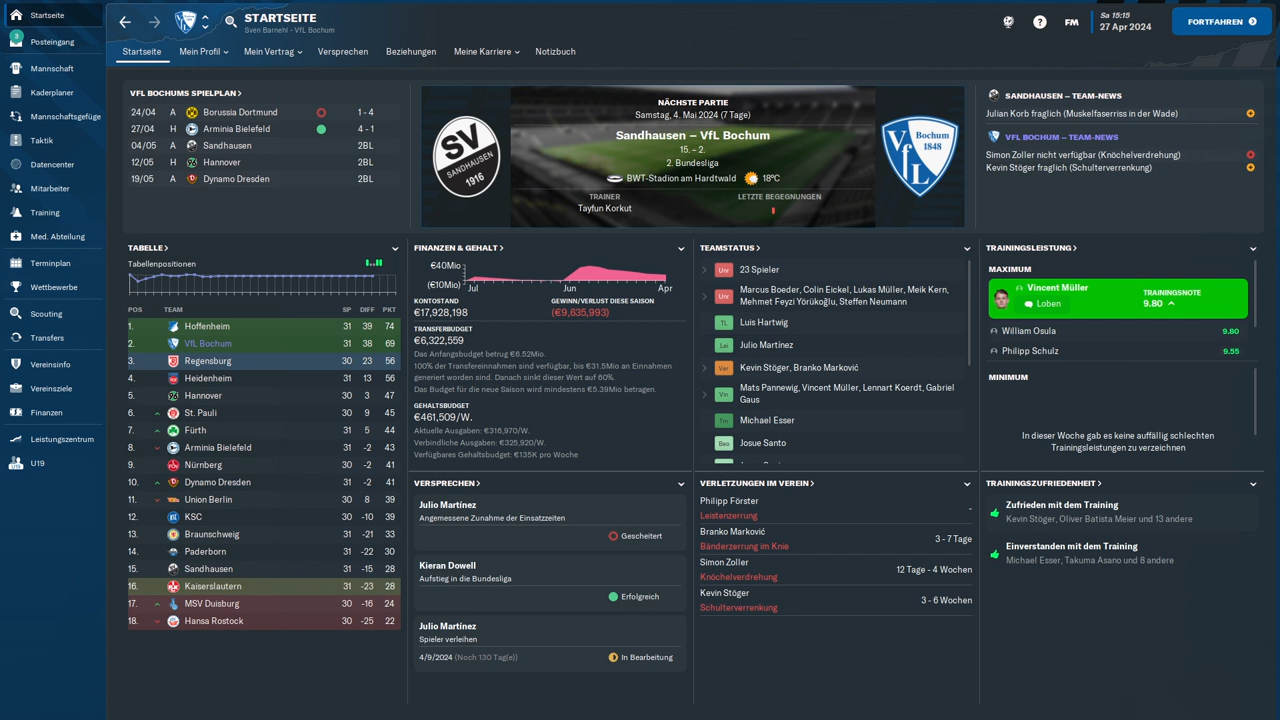 Startseite
3
Posteingang
Mannschaft
Kaderplaner
Mannschaftsgefüge
Taktik
Datencenter
Mitarbeiter
Training
Med. Abteilung
Terminplan
Wettbewerbe
Scouting
Transfers
Vereinsinfo
Vereinsziele
Finanzen
Leistungszentrum
U19
STARTSEITE
Sven Barnehl - VfL Bochum
FM
Sa 15:15
27 Apr 2024
FORTFAHREN
Startseite
Mein Profil
Mein Vertrag
Versprechen
Beziehungen
Meine Karriere
Notizbuch
VFL BOCHUMS SPIELPLAN
24/04 A Borussia Dortmund 1 - 4
27/04 H Arminia Bielefeld 4 - 1
04/05 A Sandhausen 2BL
12/05 H Hannover 2BL
19/05 A Dynamo Dresden 2BL
SV
SANDHAUSEN
1916
NÄCHSTE PARTIE
Samstag, 4. Mai 2024 (7 Tage)
Sandhausen – VfL Bochum
15. – 2.
2. Bundesliga
BWT-Stadion am Hardtwald 18°C
TRAINER
Tayfun Korkut
LETZTE BEGEGNUNGEN
VfL
Bochum
1848
SANDHAUSEN – TEAM-NEWS
Julian Korb fraglich (Muskelfaserriss in der Wade)
VFL BOCHUM – TEAM-NEWS
Simon Zoller nicht verfügbar (Knöchelverdrehung)
Kevin Stöger fraglich (Schulterverrenkung)
TABELLE
Tabellenpositionen
POS TEAM SP DIFF PKT
1. Hoffenheim 31 39 74
2. VfL Bochum 31 38 69
3. Regensburg 30 23 56
4. Heidenheim 31 13 56
5. Hannover 30 3 47
6. St. Pauli 30 9 45
7. Fürth 31 5 44
8. Arminia Bielefeld 31 -2 43
9. Nürnberg 30 -2 41
10. Dynamo Dresden 31 -2 41
11. Union Berlin 30 8 39
12. KSC 31 -10 39
13. Braunschweig 31 -21 33
14. Paderborn 31 -22 30
15. Sandhausen 31 -15 28
16. Kaiserslautern 31 -23 28
17. MSV Duisburg 30 -16 24
18. Hansa Rostock 30 -25 22
FINANZEN & GEHALT
€40Mio
(€10Mio)
Jul Jun Apr
KONTOSTAND
€17,928,198
GEWINN/VERLUST DIESE SAISON
(€9,635,993)
TRANSFERBUDGET
€6,322,559
Das Anfangsbudget betrug €6.52Mio.
100% der Transfereinnahmen sind verfügbar, bis €31.5Mio an Einnahmen
generiert worden sind. Danach sinkt dieser Wert auf 60%.
Das Budget für die neue Saison wird mindestens €5.39Mio betragen.
GEHALTSBUDGET
€461,509/W.
Aktuelle Ausgaben: €316,970/W.
Verbindliche Ausgaben: €325,920/W.
Verfügbares Gehaltsbudget: €135K pro Woche
TEAMSTATUS
Unr 23 Spieler
Unr Marcus Boeder, Colin Eickel, Lukas Müller, Meik Kern,
Mehmet Feyzi Yörükoğlu, Steffen Neumann
TL Luis Hartwig
Lei Julio Martínez
Ver Kevin Stöger, Branko Marković
Vin Mats Pannewig, Vincent Müller, Lennart Koerdt, Gabriel
Gaus
Tm Michael Esser
Beo Josue Santo
TRAININGSLEISTUNG
MAXIMUM
Vincent Müller
Loben
TRAININGSNOTE
9.80
William Osula 9.80
Philipp Schulz 9.55
MINIMUM
In dieser Woche gab es keine auffällig schlechten
Trainingsleistungen zu verzeichnen
VERSPRECHEN
Julio Martínez
Angemessene Zunahme der Einsatzzeiten
Gescheitert
Kieran Dowell
Aufstieg in die Bundesliga
Erfolgreich
Julio Martínez
Spieler verleihen
4/9/2024 (Noch 130 Tag(e)) In Bearbeitung
VERLETZUNGEN IM VEREIN
Philipp Förster
Leistenzerrung
-
Branko Marković
Bänderzerrung im Knie
3 - 7 Tage
Simon Zoller
Knöchelverdrehung
12 Tage - 4 Wochen
Kevin Stöger
Schulterverrenkung
3 - 6 Wochen
TRAININGSZUFRIEDENHEIT
Zufrieden mit dem Training
Kevin Stöger, Oliver Batista Meier und 13 andere
Einverstanden mit dem Training
Michael Esser, Takuma Asano und 8 andere